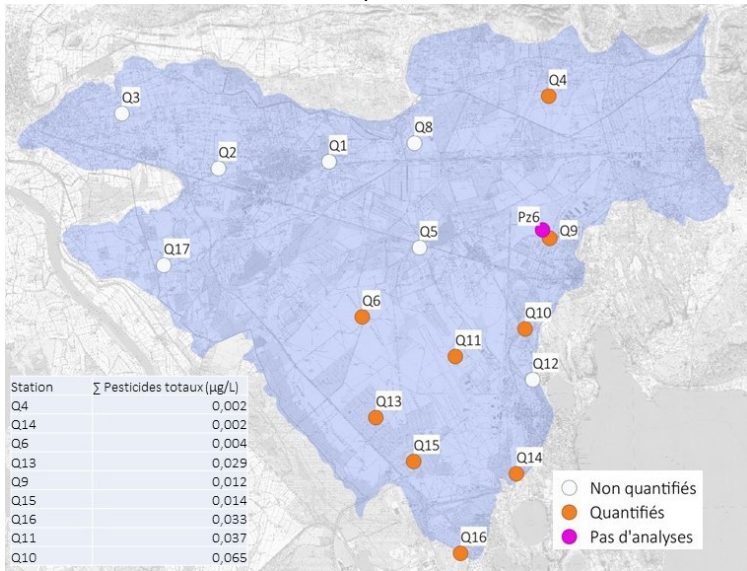 Q4
Q3
Q8
Q1
Q2
Pz6
Q9
Q5
Q17
Q6
Q10
Q11
Q12
Q13
Q15
Q14
Q16
Station ∑ Pesticides totaux (µg/L)
Q4 0,002
Q14 0,002
Q6 0,004
Q13 0,029
Q9 0,012
Q15 0,014
Q16 0,033
Q11 0,037
Q10 0,065
Non quantifiés
Quantifiés
Pas d'analyses